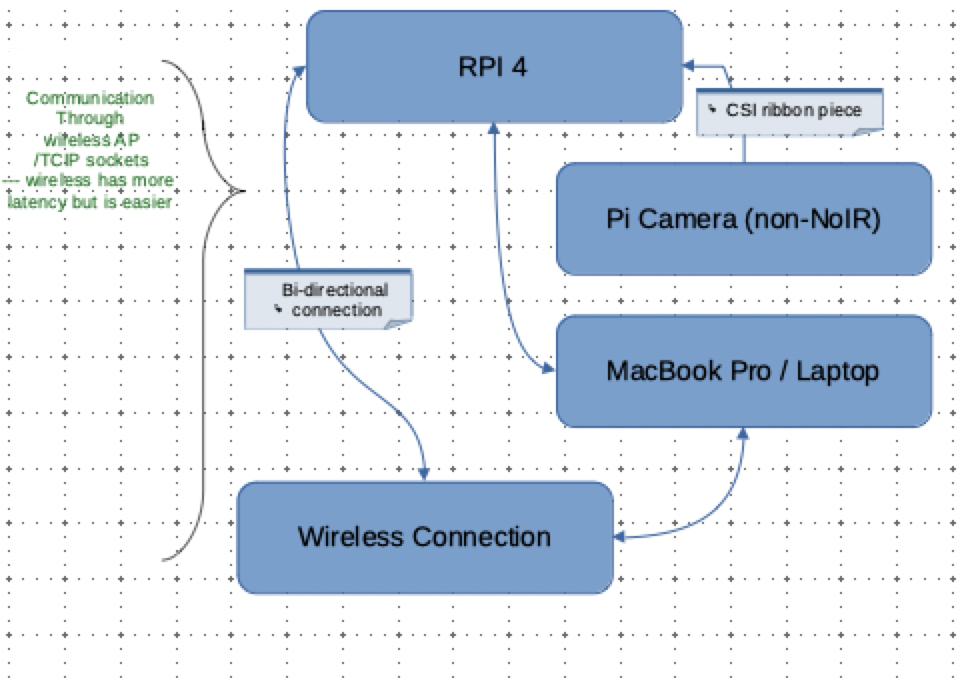 RPI 4
Communication
Through
wireless AP
/TCIP sockets
--- wireless has more
latency but is easier
CSI ribbon piece
Pi Camera (non-NoIR)
Bi-directional
connection
MacBook Pro / Laptop
Wireless Connection